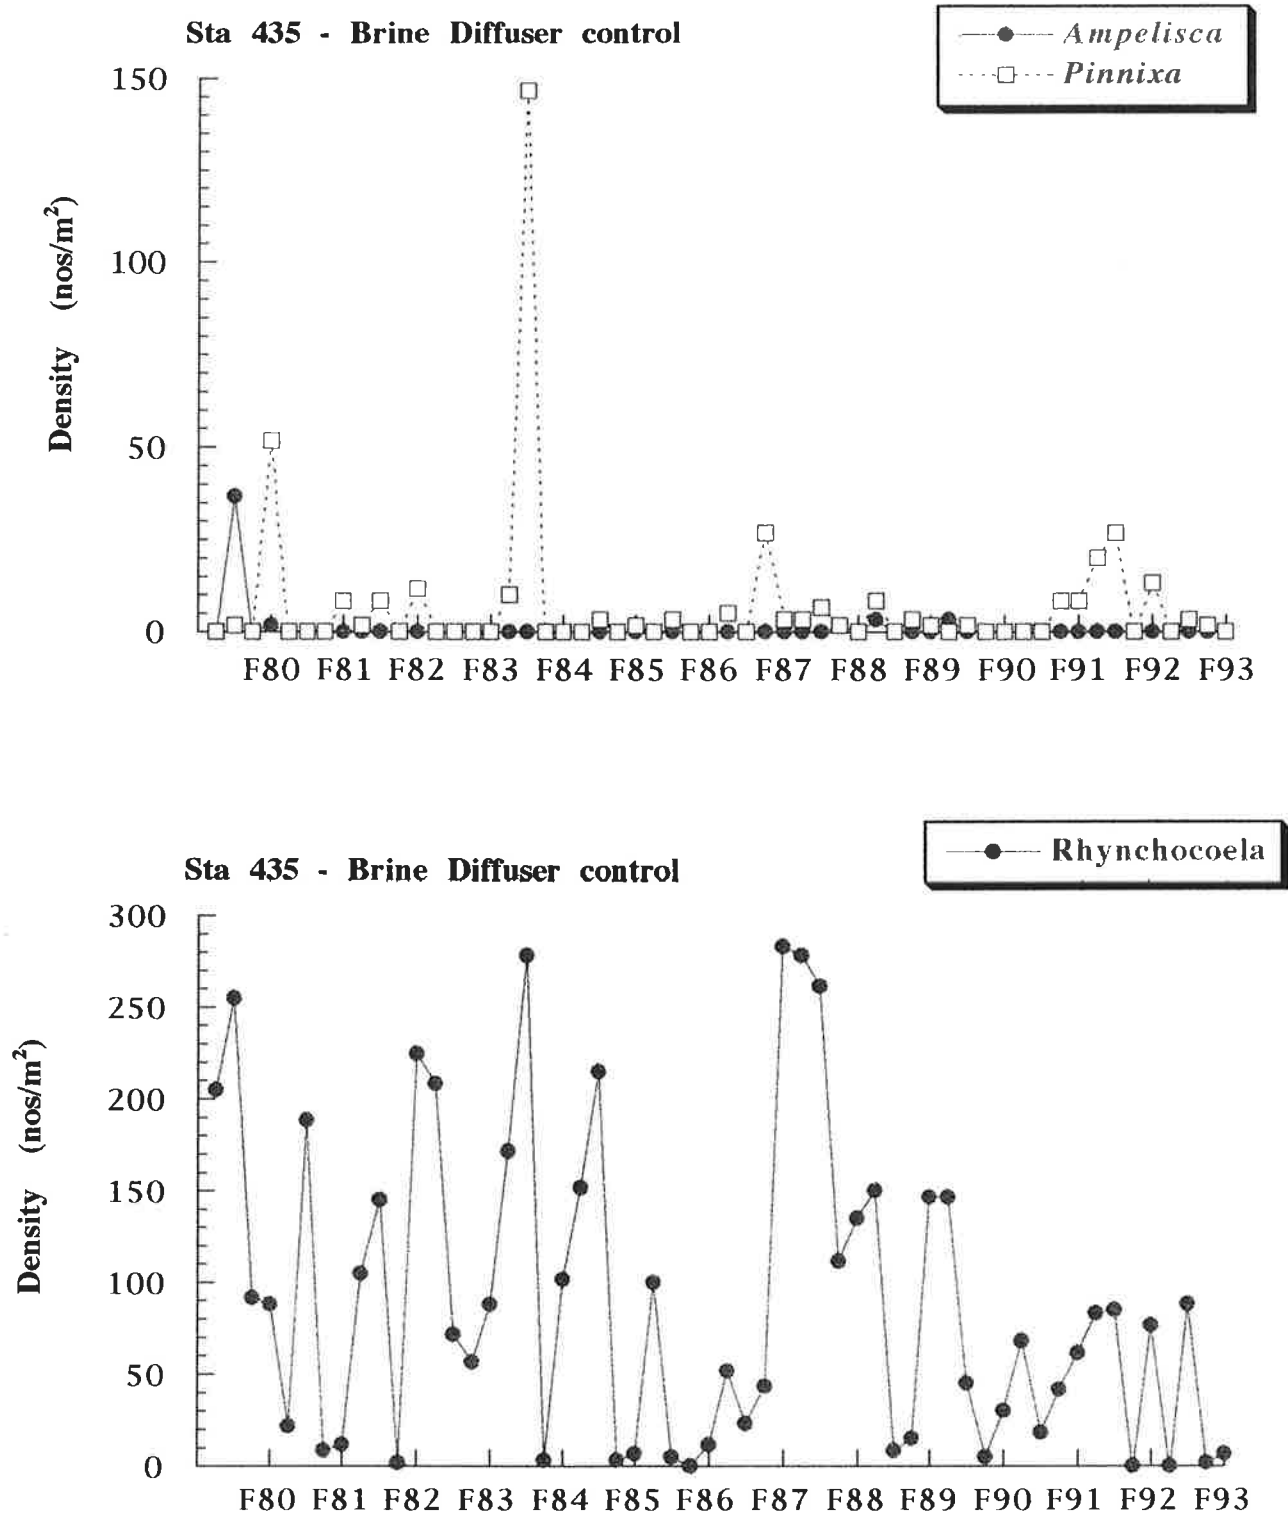 Sta 435 - Brine Diffuser control
Ampelisca
Pinnixa
150
100
50
0
Density (nos/m²)
F80 F81 F82 F83 F84 F85 F86 F87 F88 F89 F90 F91 F92 F93
Sta 435 - Brine Diffuser control
Rhynchocoela
300
250
200
150
100
50
0
Density (nos/m²)
F80 F81 F82 F83 F84 F85 F86 F87 F88 F89 F90 F91 F92 F93